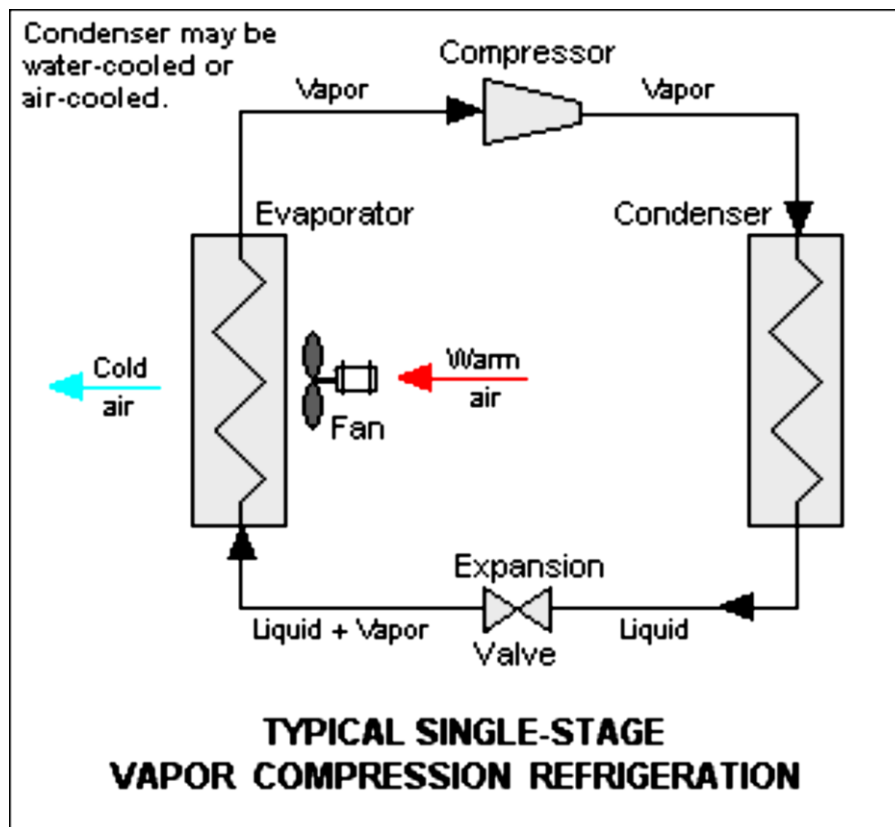 Condenser may be
water-cooled or
air-cooled.
Compressor
Vapor
Vapor
Evaporator
Condenser
Cold
air
Warm
air
Fan
Expansion
Valve
Liquid + Vapor
Liquid
TYPICAL SINGLE-STAGE
VAPOR COMPRESSION REFRIGERATION